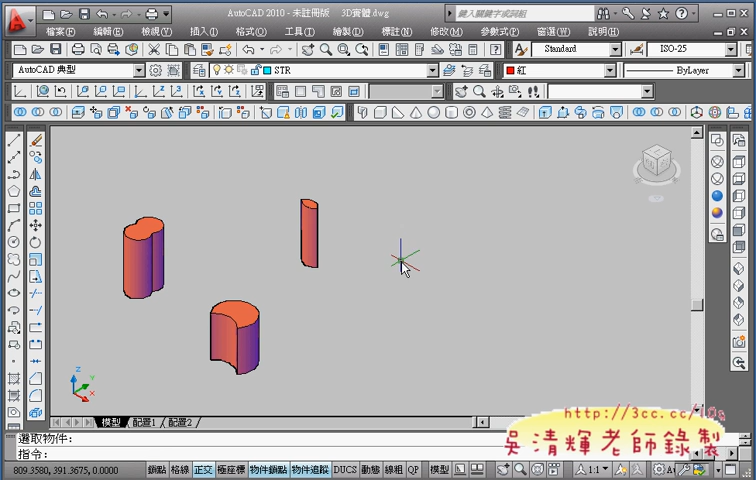 AutoCAD 2010 - 未註冊版 3D實體.dwg
鍵入關鍵字或詞組
檔案(F) 編輯(E) 檢視(V) 插入(I) 格式(O) 工具(T) 繪製(D) 標註(N) 修改(M) 參數式(P) 視窗(W) 說明(H)
Standard ISO-25
AutoCAD 典型 STR 紅 ByLayer
Z
Y
X
模型 配置1 配置2
選取物件:
指令:
http://3cc.cc/10s
吳清輝老師錄製
809.3580, 391.3675, 0.0000 鎖點 格線 正交 極座標 物件鎖點 物件追蹤 DUCS 動態 線粗 QP 模型 1:1